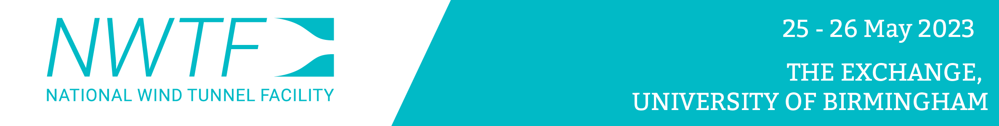 NWTF
NATIONAL WIND TUNNEL FACILITY
25 - 26 May 2023
THE EXCHANGE,
UNIVERSITY OF BIRMINGHAM